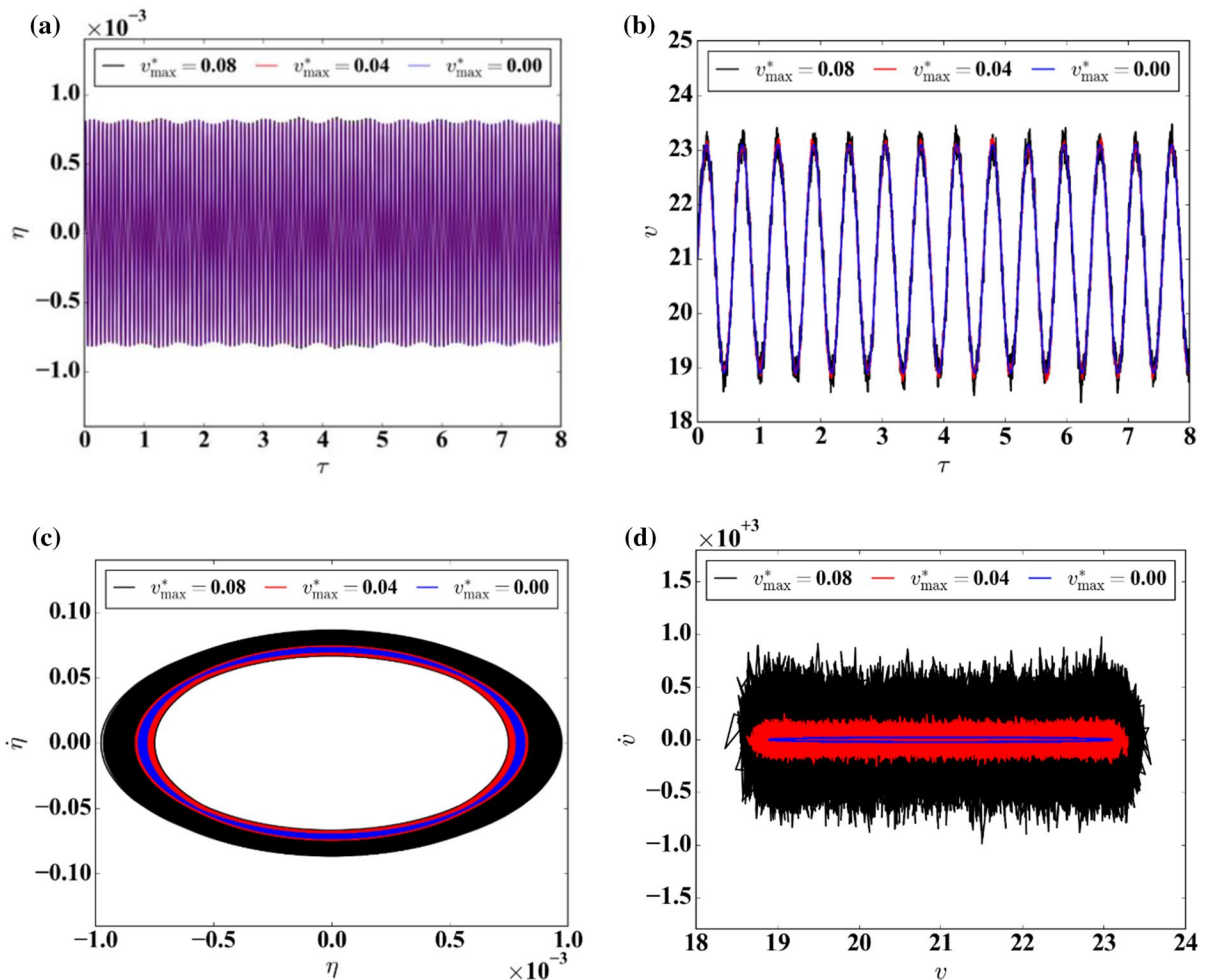 (a)
×10⁻³
v*max = 0.08 v*max = 0.04 v*max = 0.00
1.0
0.5
0.0
−0.5
−1.0
η
0 1 2 3 4 5 6 7 8
τ
(b)
25
24
23
22
21
20
19
18
v
v*max = 0.08 v*max = 0.04 v*max = 0.00
0 1 2 3 4 5 6 7 8
τ
(c)
v*max = 0.08 v*max = 0.04 v*max = 0.00
0.10
0.05
0.00
−0.05
−0.10
η̇
−1.0 −0.5 0.0 0.5 1.0
η
×10⁻³
(d)
×10⁺³
v*max = 0.08 v*max = 0.04 v*max = 0.00
1.5
1.0
0.5
0.0
−0.5
−1.0
−1.5
v̇
18 19 20 21 22 23 24
v